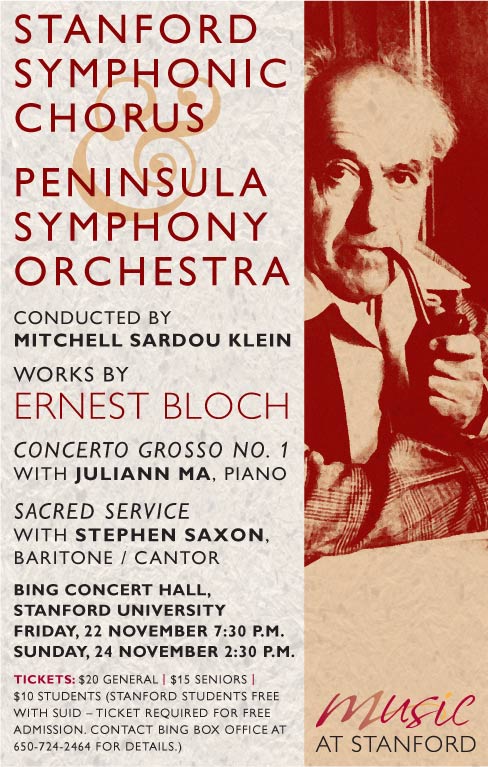 STANFORD
SYMPHONIC
CHORUS
&
PENINSULA
SYMPHONY
ORCHESTRA
CONDUCTED BY
MITCHELL SARDOU KLEIN
WORKS BY
ERNEST BLOCH
CONCERTO GROSSO NO. 1
WITH JULIANN MA, PIANO
SACRED SERVICE
WITH STEPHEN SAXON,
BARITONE / CANTOR
BING CONCERT HALL,
STANFORD UNIVERSITY
FRIDAY, 22 NOVEMBER 7:30 P.M.
SUNDAY, 24 NOVEMBER 2:30 P.M.
TICKETS: $20 GENERAL | $15 SENIORS |
$10 STUDENTS (STANFORD STUDENTS FREE
WITH SUID – TICKET REQUIRED FOR FREE
ADMISSION. CONTACT BING BOX OFFICE AT
650-724-2464 FOR DETAILS.)
music
AT STANFORD